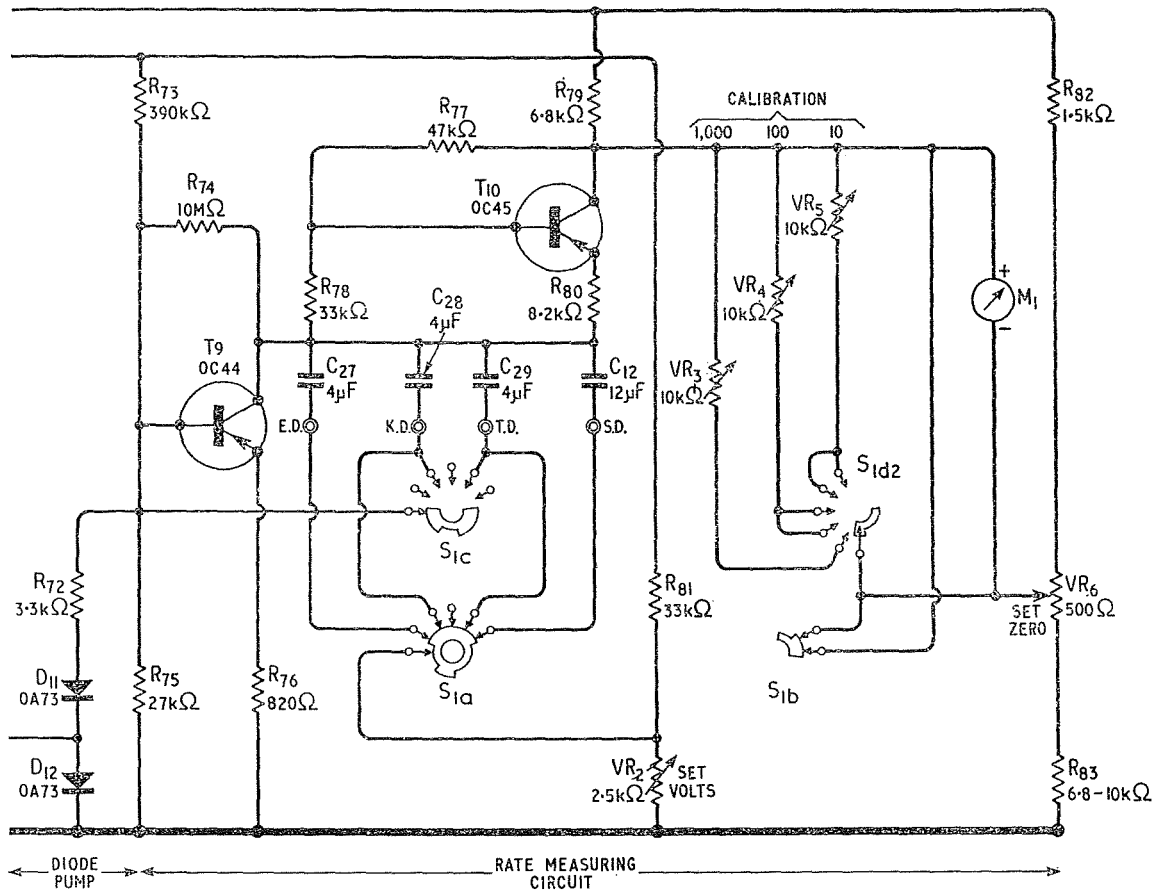 R73
390kΩ
R74
10MΩ
R77
47kΩ
R79
6.8kΩ
CALIBRATION
1,000 100 10
R82
1.5kΩ
T10
OC45
VR5
10kΩ
R78
33kΩ
C28
4μF
R80
8.2kΩ
VR4
10kΩ
+
M1
−
T9
OC44
C27
4μF
C29
4μF
C12
12μF
VR3
10kΩ
E.D.
K.D.
T.D.
S.D.
S1d2
S1c
R72
3.3kΩ
R81
33kΩ
SET
ZERO
VR6
500Ω
D11
OA73
R75
27kΩ
R76
820Ω
S1a
S1b
D12
OA73
VR2
2.5kΩ
SET
VOLTS
R83
6.8-10kΩ
DIODE
PUMP
RATE MEASURING
CIRCUIT